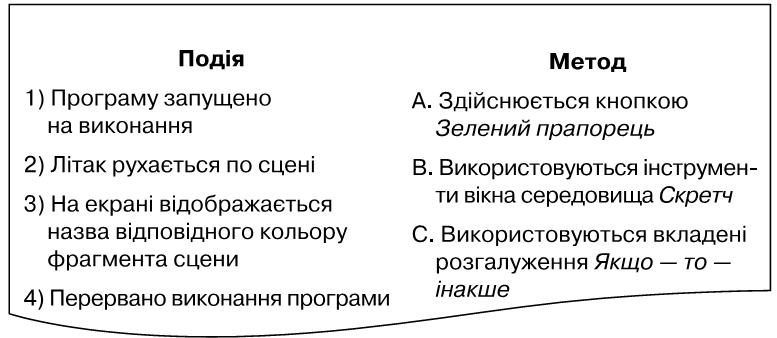 Подія
1) Програму запущено
на виконання
2) Літак рухається по сцені
3) На екрані відображається
назва відповідного кольору
фрагмента сцени
4) Перервано виконання програми
Метод
A. Здійснюється кнопкою
Зелений прапорець
B. Використовуються інструмен-
ти вікна середовища Скретч
C. Використовуються вкладені
розгалуження Якщо — то —
інакше